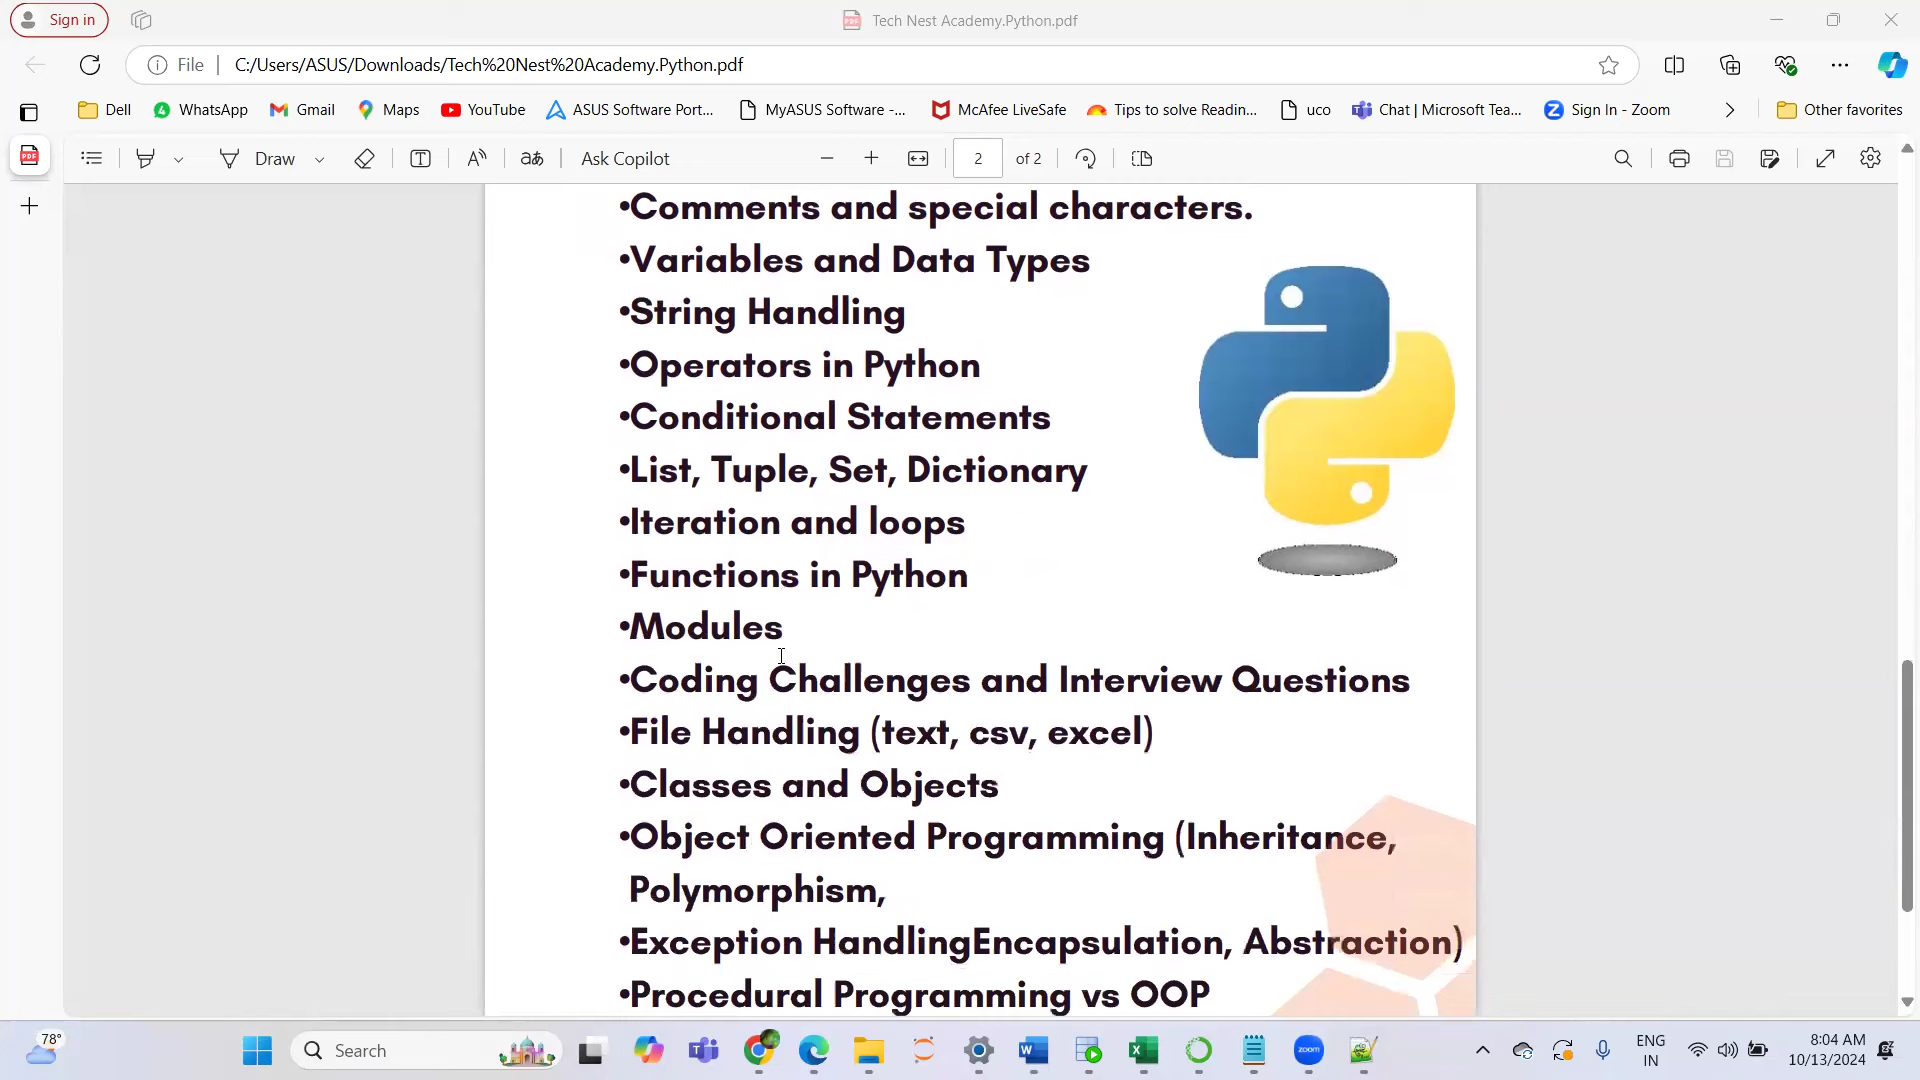 Sign in
Tech Nest Academy.Python.pdf
File
C:/Users/ASUS/Downloads/Tech%20Nest%20Academy.Python.pdf
Dell
WhatsApp
Gmail
Maps
YouTube
ASUS Software Port...
MyASUS Software -...
McAfee LiveSafe
Tips to solve Readin...
uco
Chat | Microsoft Tea...
Sign In - Zoom
Other favorites
PDF
Draw
Ask Copilot
2 of 2
•Comments and special characters.
•Variables and Data Types
•String Handling
•Operators in Python
•Conditional Statements
•List, Tuple, Set, Dictionary
•Iteration and loops
•Functions in Python
•Modules
•Coding Challenges and Interview Questions
•File Handling (text, csv, excel)
•Classes and Objects
•Object Oriented Programming (Inheritance,
Polymorphism,
•Exception HandlingEncapsulation, Abstraction)
•Procedural Programming vs OOP
78°
Search
zoom
ENG
IN
8:04 AM
10/13/2024